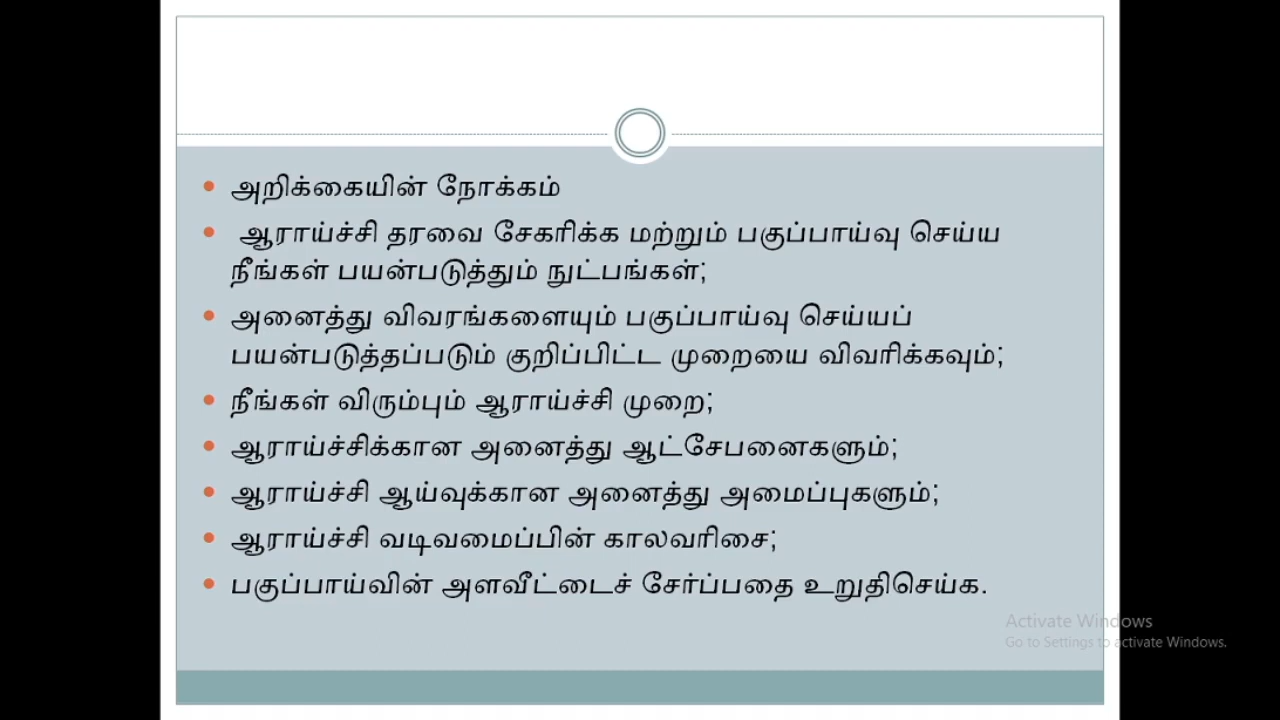 அறிக்கையின் நோக்கம்
ஆராய்ச்சி தரவை சேகரிக்க மற்றும் பகுப்பாய்வு செய்ய
நீங்கள் பயன்படுத்தும் நுட்பங்கள்;
அனைத்து விவரங்களையும் பகுப்பாய்வு செய்யப்
பயன்படுத்தப்படும் குறிப்பிட்ட முறையை விவரிக்கவும்;
நீங்கள் விரும்பும் ஆராய்ச்சி முறை;
ஆராய்ச்சிக்கான அனைத்து ஆட்சேபனைகளும்;
ஆராய்ச்சி ஆய்வுக்கான அனைத்து அமைப்புகளும்;
ஆராய்ச்சி வடிவமைப்பின் காலவரிசை;
பகுப்பாய்வின் அளவீட்டைச் சேர்ப்பதை உறுதிசெய்க.
Activate Windows
Go to Settings to activate Windows.